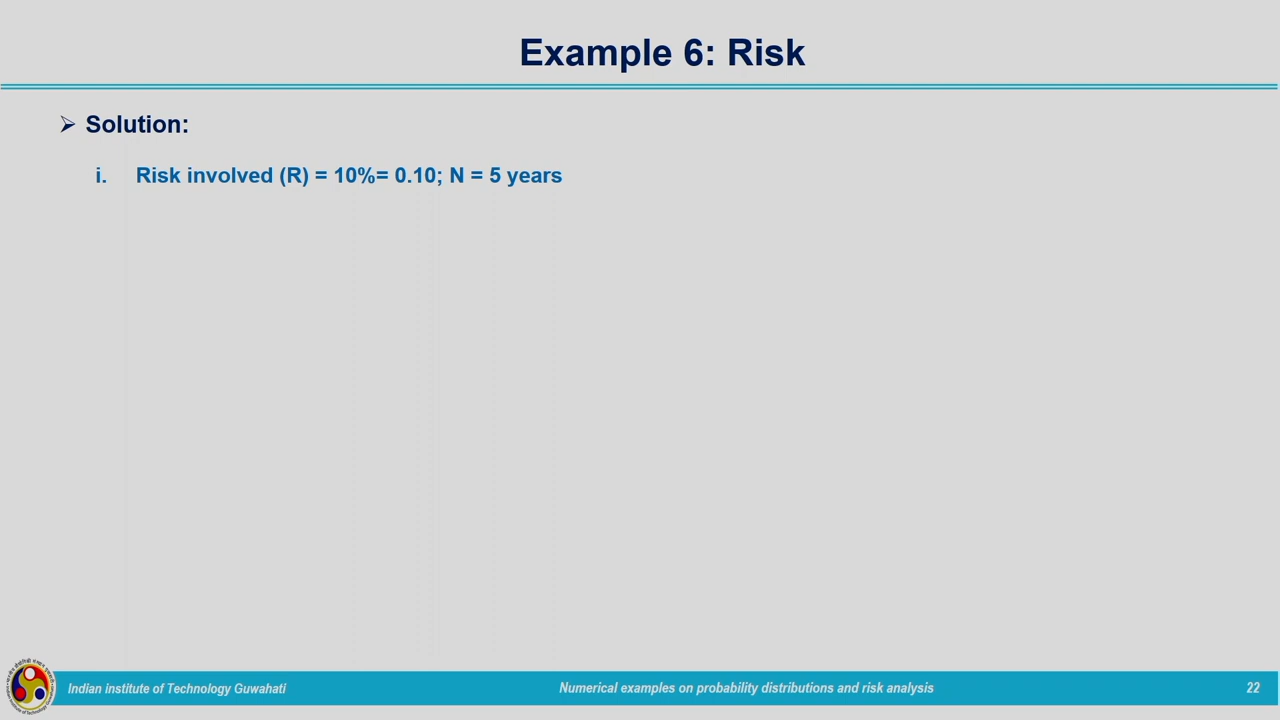 Example 6: Risk
➢ Solution:
i. Risk involved (R) = 10%= 0.10; N = 5 years
Indian institute of Technology Guwahati
Numerical examples on probability distributions and risk analysis
22